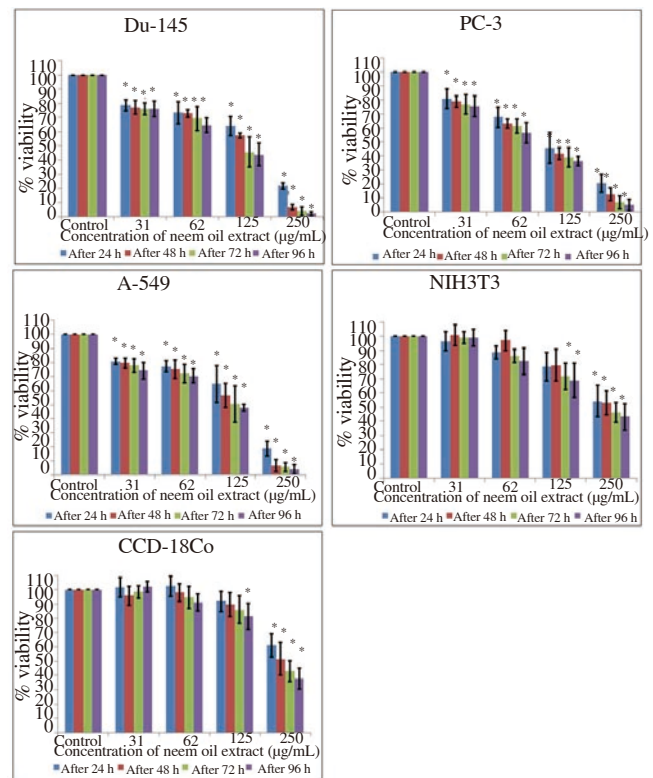 Du-145
% viability
110
100
90
80
70
60
50
40
30
20
10
0
* * * * * * * * * * * * * * * *
Control 31 62 125 250
Concentration of neem oil extract (μg/mL)
After 24 h After 48 h After 72 h After 96 h
PC-3
% viability
110
100
90
80
70
60
50
40
30
20
10
0
* * * * * * * * * * * * * * * *
Control 31 62 125 250
Concentration of neem oil extract (μg/mL)
After 24 h After 48 h After 72 h After 96 h
A-549
% viability
110
100
90
80
70
60
50
40
30
20
10
0
* * * * * * * * * * * * * * * *
Control 31 62 125 250
Concentration of neem oil extract (μg/mL)
After 24 h After 48 h After 72 h After 96 h
NIH3T3
% viability
110
100
90
80
70
60
50
40
30
20
10
0
* * * * * *
Control 31 62 125 250
Concentration of neem oil extract (μg/mL)
After 24 h After 48 h After 72 h After 96 h
CCD-18Co
% viability
110
100
90
80
70
60
50
40
30
20
10
0
* * * * *
Control 31 62 125 250
Concentration of neem oil extract (μg/mL)
After 24 h After 48 h After 72 h After 96 h